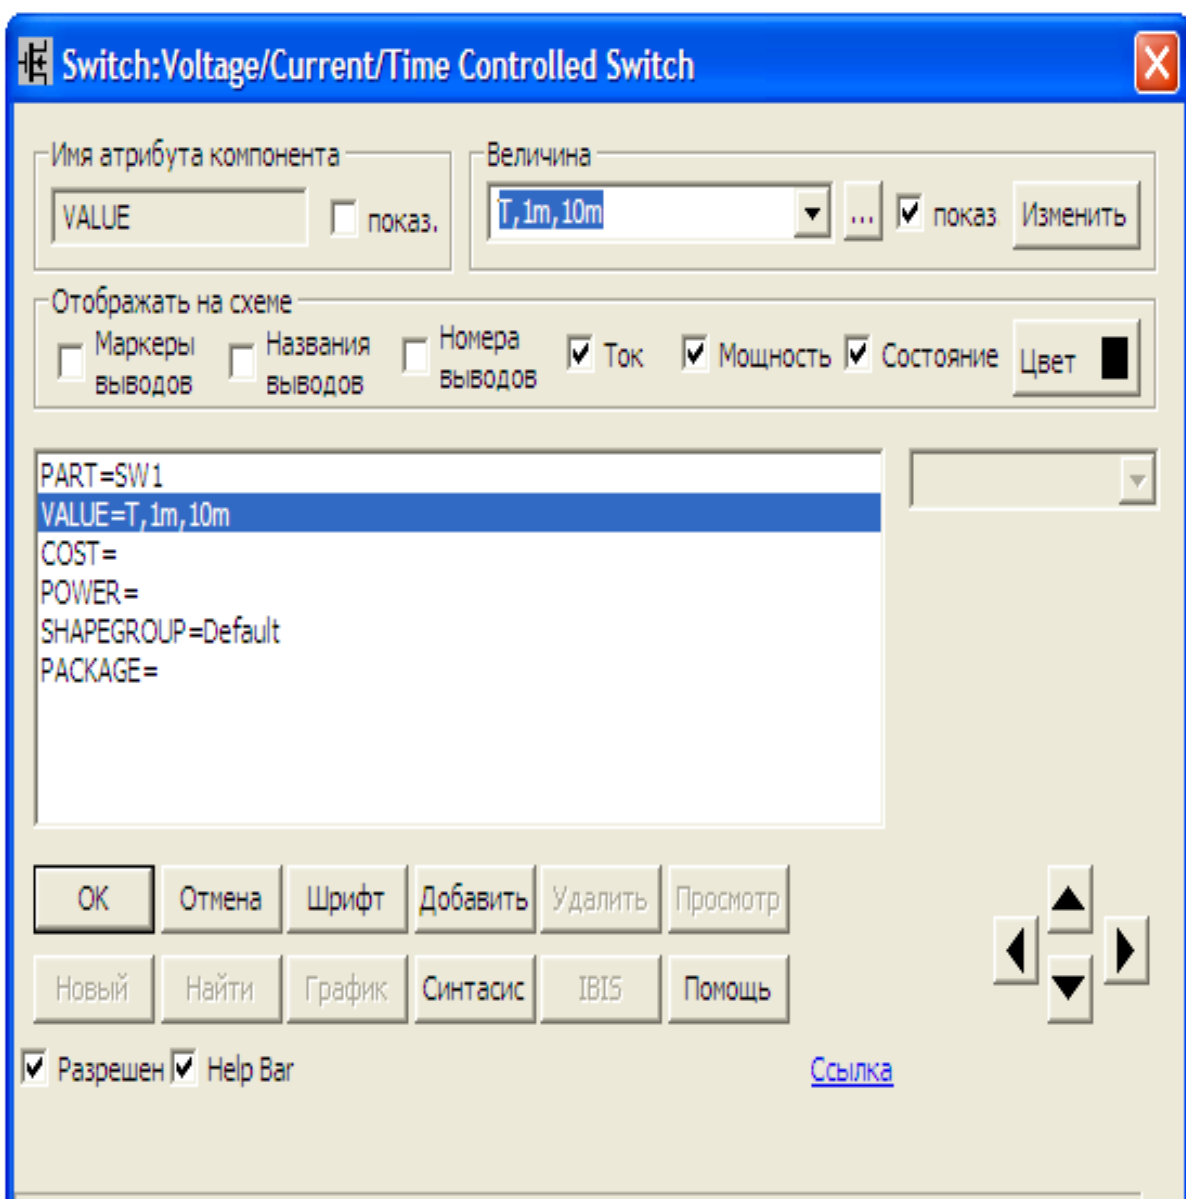 Switch:Voltage/Current/Time Controlled Switch
Имя атрибута компонента
Величина
VALUE
показ.
T,1m,10m
...
показ
Изменить
Отображать на схеме
Маркеры
выводов
Названия
выводов
Номера
выводов
Ток
Мощность
Состояние
Цвет
PART=SW1
VALUE=T,1m,10m
COST=
POWER=
SHAPEGROUP=Default
PACKAGE=
OK
Отмена
Шрифт
Добавить
Удалить
Просмотр
Новый
Найти
График
Синтасис
IBIS
Помощь
Разрешен
Help Bar
Ссылка